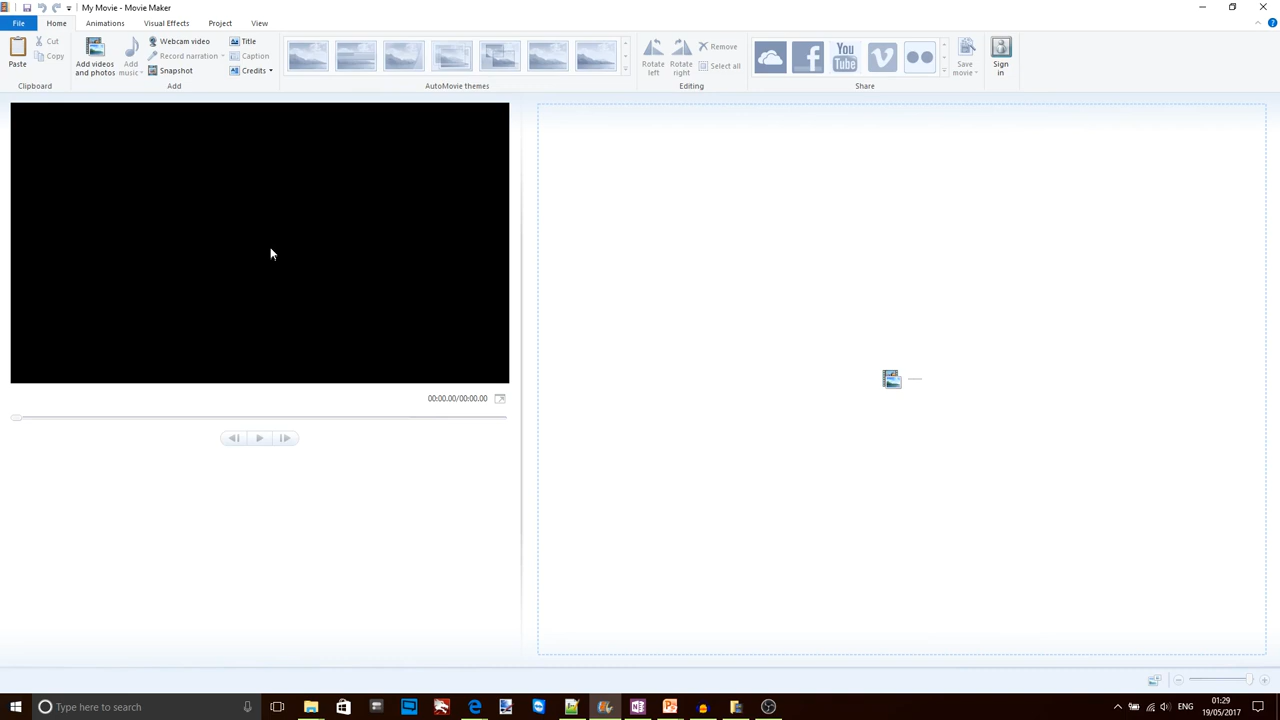 My Movie - Movie Maker
File Home Animations Visual Effects Project View
Paste
Cut
Copy
Clipboard
Add videos
and photos
Add
music
Webcam video
Record narration
Snapshot
Title
Caption
Credits
Add
AutoMovie themes
Rotate
left
Rotate
right
Remove
Select all
Editing
You
Tube
Share
Save
movie
Sign
in
00:00.00/00:00.00
Type here to search
ENG
01:29
19/05/2017